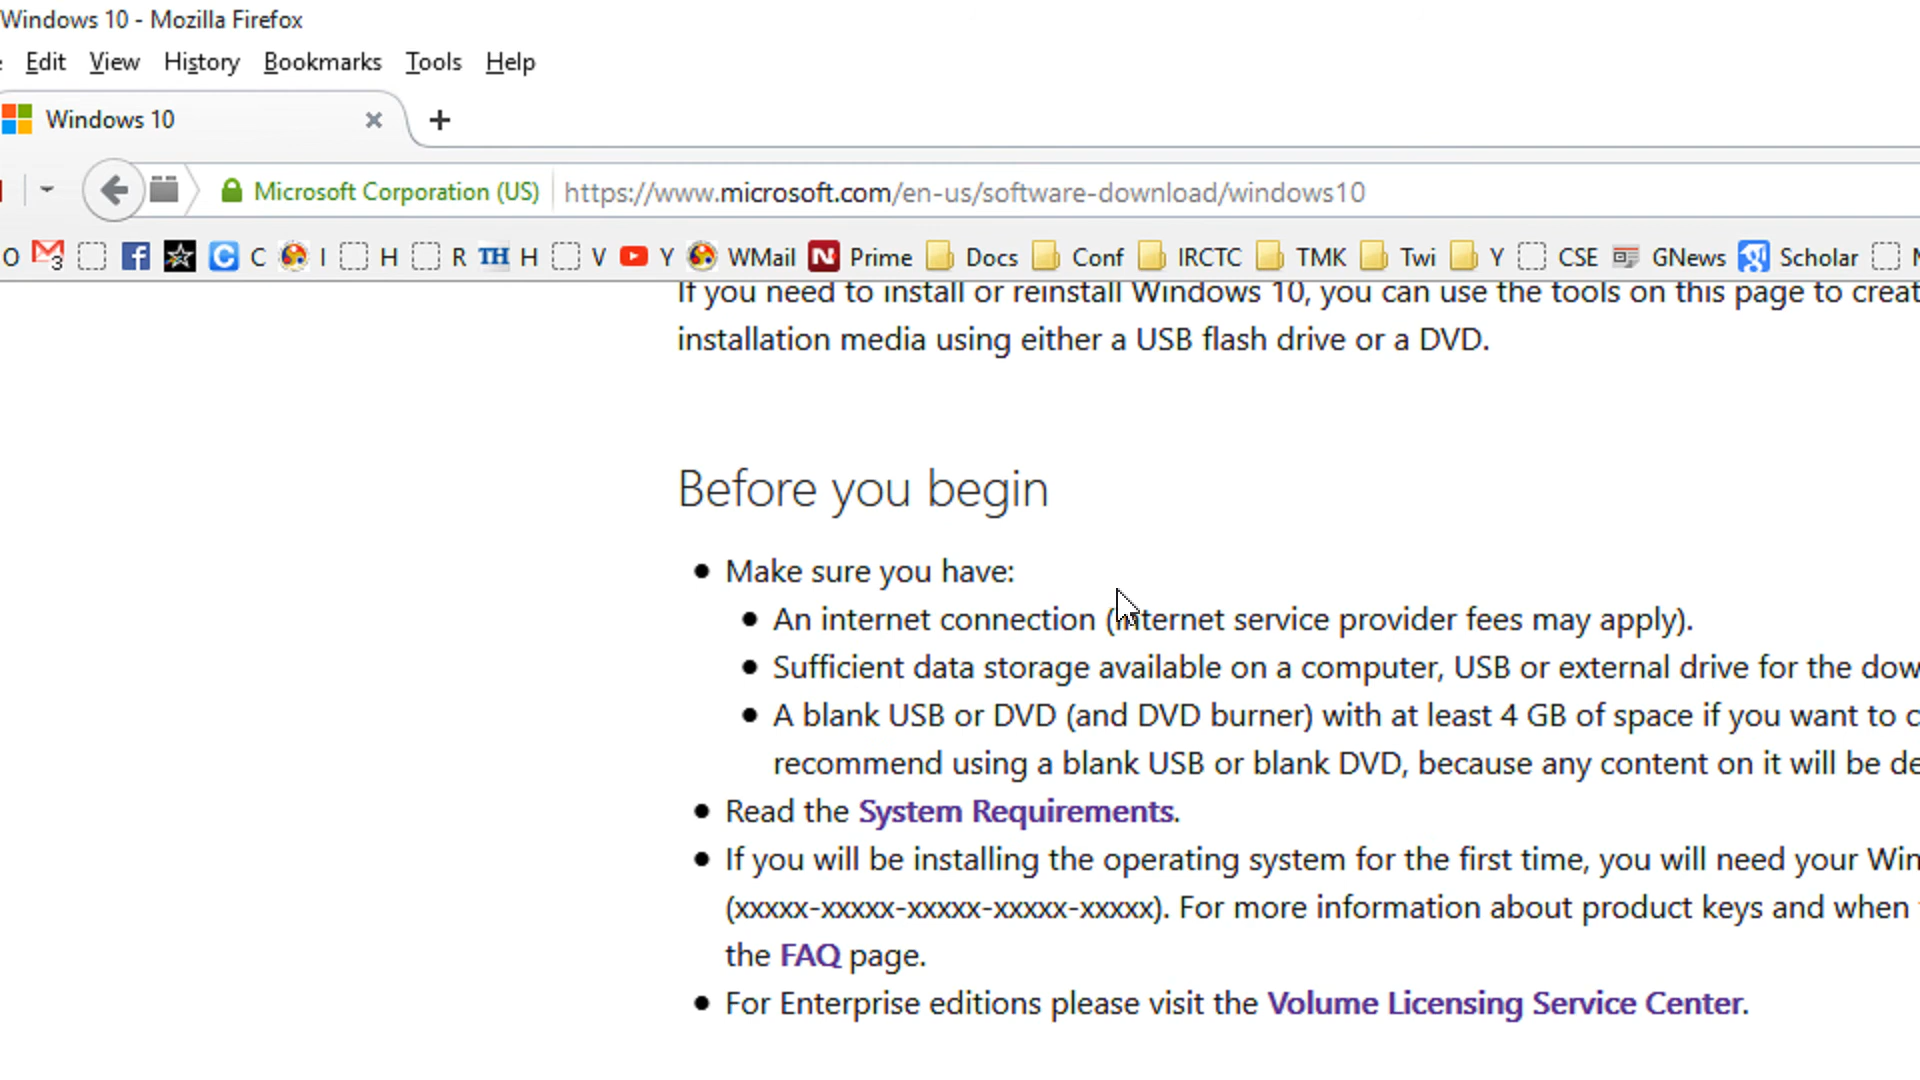 Windows 10 - Mozilla Firefox
Edit View History Bookmarks Tools Help
Windows 10
Microsoft Corporation (US) https://www.microsoft.com/en-us/software-download/windows10
O 3 C I H R TH H V Y WMail N Prime Docs Conf IRCTC TMK Twi Y CSE GNews Scholar
If you need to install or reinstall Windows 10, you can use the tools on this page to creat
installation media using either a USB flash drive or a DVD.
Before you begin
Make sure you have:
An internet connection (internet service provider fees may apply).
Sufficient data storage available on a computer, USB or external drive for the dow
A blank USB or DVD (and DVD burner) with at least 4 GB of space if you want to c
recommend using a blank USB or blank DVD, because any content on it will be de
Read the System Requirements.
If you will be installing the operating system for the first time, you will need your Win
(xxxxx-xxxxx-xxxxx-xxxxx-xxxxx). For more information about product keys and when
the FAQ page.
For Enterprise editions please visit the Volume Licensing Service Center.